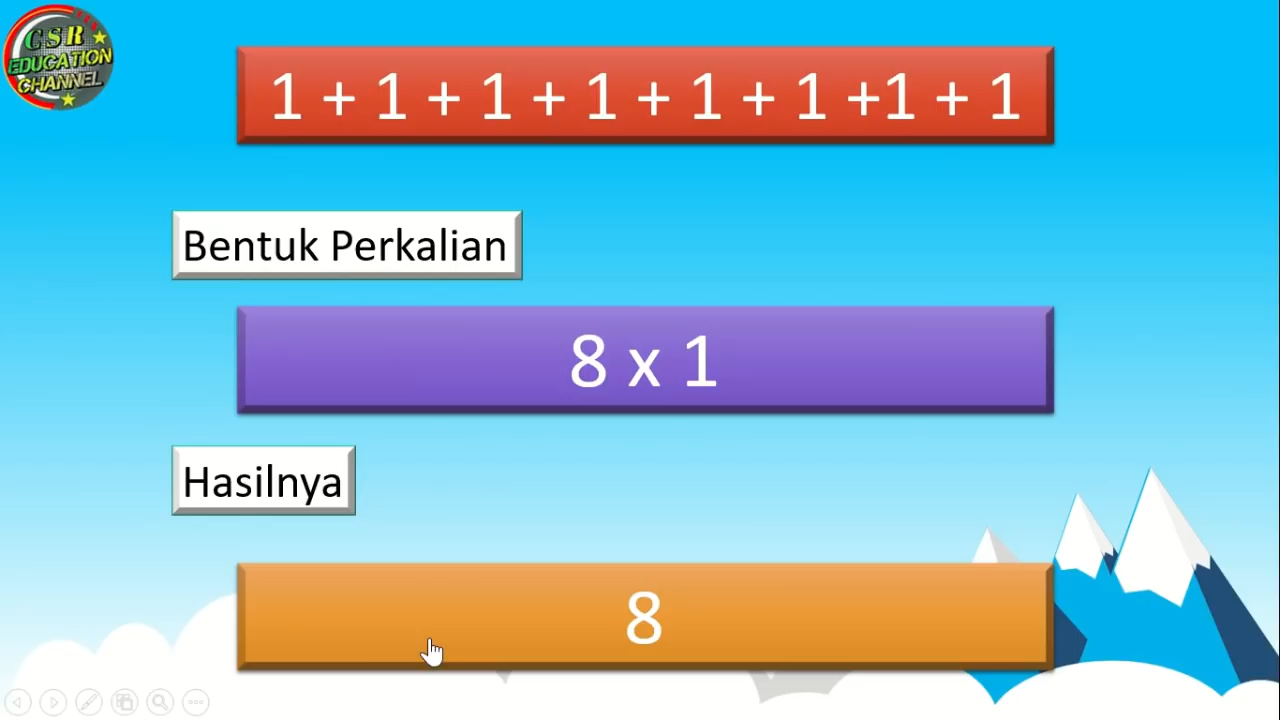 CSR
EDUCATION
CHANNEL
1 + 1 + 1 + 1 + 1 + 1 +1 + 1
Bentuk Perkalian
8 x 1
Hasilnya
8